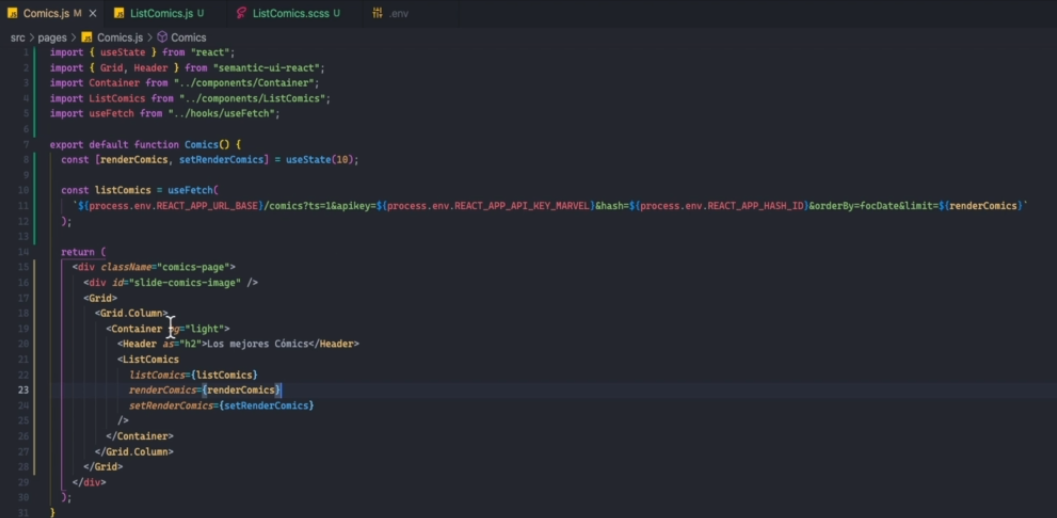 Comics.js M ListComics.js U ListComics.scss U .env
src > pages > Comics.js > Comics
1 import { useState } from "react";
2 import { Grid, Header } from "semantic-ui-react";
3 import Container from "../components/Container";
4 import ListComics from "../components/ListComics";
5 import useFetch from "../hooks/useFetch";
6
7 export default function Comics() {
8 const [renderComics, setRenderComics] = useState(10);
9
10 const listComics = useFetch(
11 `${process.env.REACT_APP_URL_BASE}/comics?ts=1&apikey=${process.env.REACT_APP_API_KEY_MARVEL}&hash=${process.env.REACT_APP_HASH_ID}&orderBy=focDate&limit=${renderComics}`
12 );
13
14 return (
15 <div className="comics-page">
16 <div id="slide-comics-image" />
17 <Grid>
18 <Grid.Column>
19 <Container bg="light">
20 <Header as="h2">Los mejores Cómics</Header>
21 <ListComics
22 listComics={listComics}
23 renderComics={renderComics}
24 setRenderComics={setRenderComics}
25 />
26 </Container>
27 </Grid.Column>
28 </Grid>
29 </div>
30 );
31 }